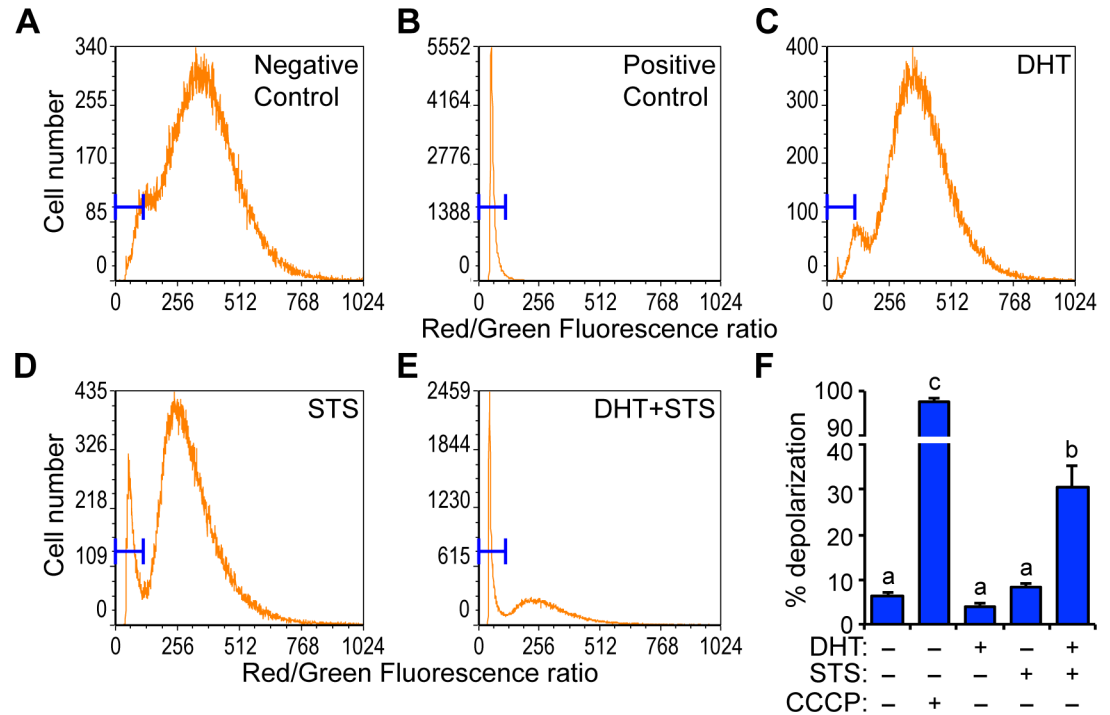 A
340
255
170
85
0
Cell number
Negative
Control
0 256 512 768 1024
B
5552
4164
2776
1388
Positive
Control
0 256 512 768 1024
C
400
300
200
100
0
DHT
0 256 512 768 1024
Red/Green Fluorescence ratio
D
435
326
218
109
0
Cell number
STS
0 256 512 768 1024
E
2459
1844
1230
615
0
DHT+STS
0 256 512 768 1024
Red/Green Fluorescence ratio
F
100
90
40
30
20
10
0
% depolarization
a c a a b
DHT: – – + – +
STS: – – – + +
CCCP: – + – – –